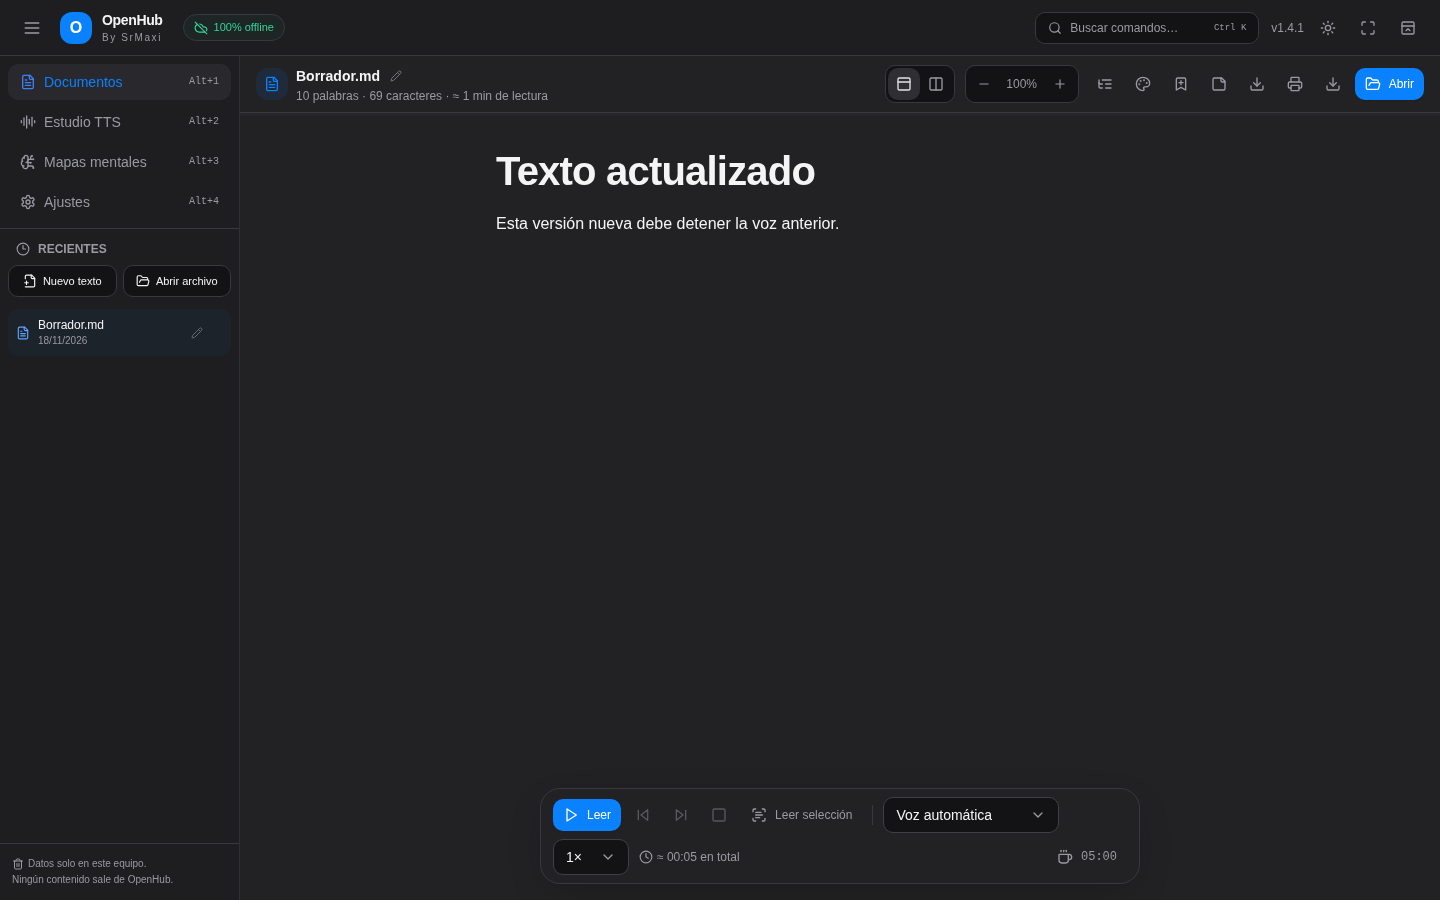 O
OpenHub
By SrMaxi
100% offline
Buscar comandos…
Ctrl K
v1.4.1
Documentos
Alt+1
Estudio TTS
Alt+2
Mapas mentales
Alt+3
Ajustes
Alt+4
RECIENTES
Nuevo texto
Abrir archivo
Borrador.md
18/11/2026
Datos solo en este equipo.
Ningún contenido sale de OpenHub.
Borrador.md
10 palabras · 69 caracteres · ≈ 1 min de lectura
100%
Abrir
Texto actualizado
Esta versión nueva debe detener la voz anterior.
Leer
Leer selección
Voz automática
1×
≈ 00:05 en total
05:00